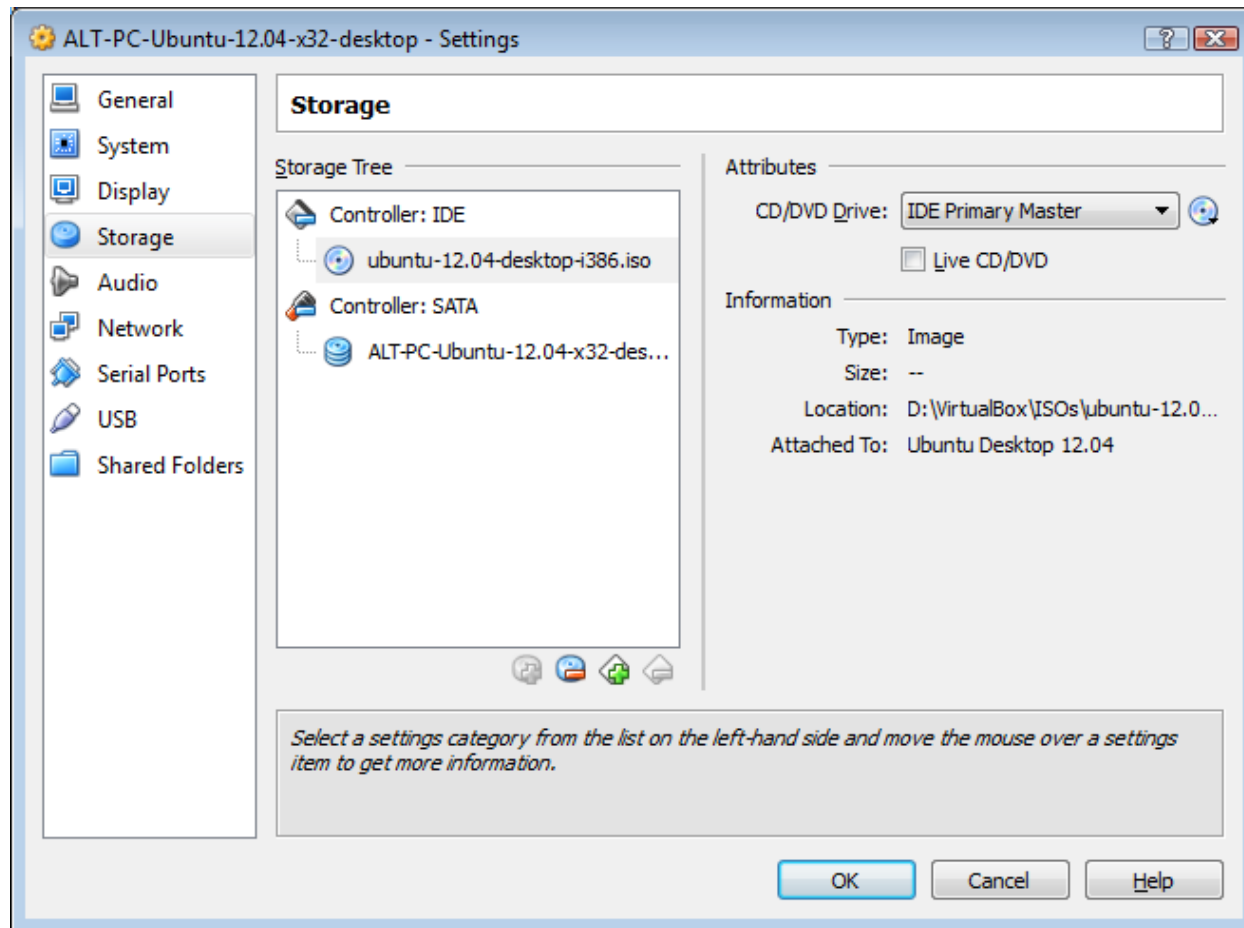 ALT-PC-Ubuntu-12.04-x32-desktop - Settings
General
System
Display
Storage
Audio
Network
Serial Ports
USB
Shared Folders
Storage
Storage Tree
Controller: IDE
ubuntu-12.04-desktop-i386.iso
Controller: SATA
ALT-PC-Ubuntu-12.04-x32-des...
Attributes
CD/DVD Drive: IDE Primary Master
Live CD/DVD
Information
Type: Image
Size: --
Location: D:\VirtualBox\ISOs\ubuntu-12.0...
Attached To: Ubuntu Desktop 12.04
Select a settings category from the list on the left-hand side and move the mouse over a settings
item to get more information.
OK Cancel Help